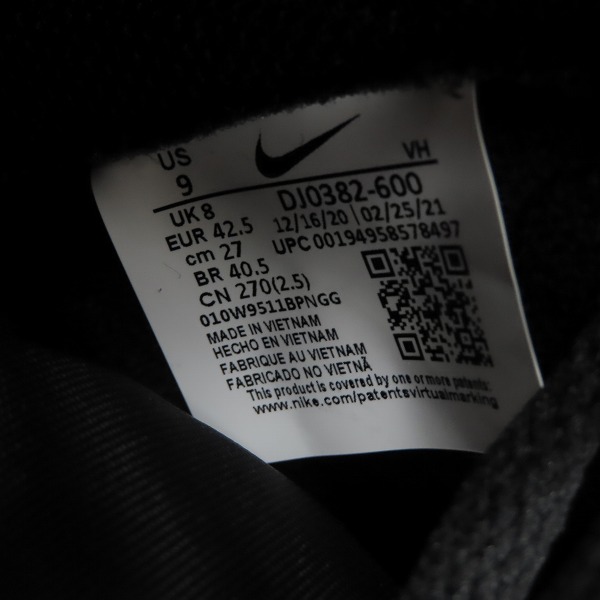 US
9
VH
UK 8
EUR 42.5
cm 27
BR 40.5
CN 270(2.5)
010W9511BPNGG
DJ0382-600
12/16/20 | 02/25/21
UPC 00194958578497
MADE IN VIETNAM
HECHO EN VIETNAM
FABRIQUE AU VIETNAM
FABRICADO NO VIETNÃ
This product is covered by one or more patents:
www.nike.com/patentsvirtualmarking